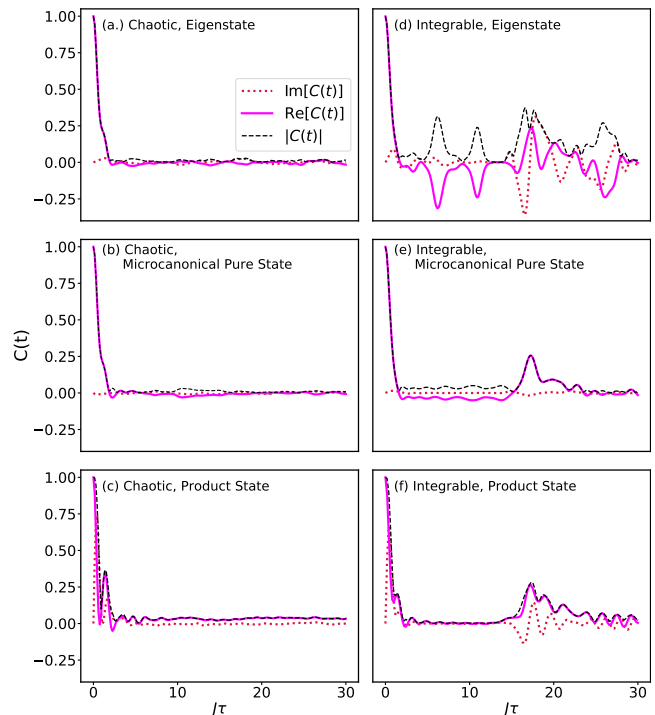 (a.) Chaotic, Eigenstate
(d) Integrable, Eigenstate
1.00
0.75
0.50
0.25
0.00
−0.25
Im[C(t)]
Re[C(t)]
|C(t)|
(b) Chaotic,
Microcanonical Pure State
(e) Integrable,
Microcanonical Pure State
1.00
0.75
0.50
0.25
0.00
−0.25
C(t)
(c) Chaotic, Product State
(f) Integrable, Product State
1.00
0.75
0.50
0.25
0.00
−0.25
0 10 20 30
0 10 20 30
Jτ
Jτ